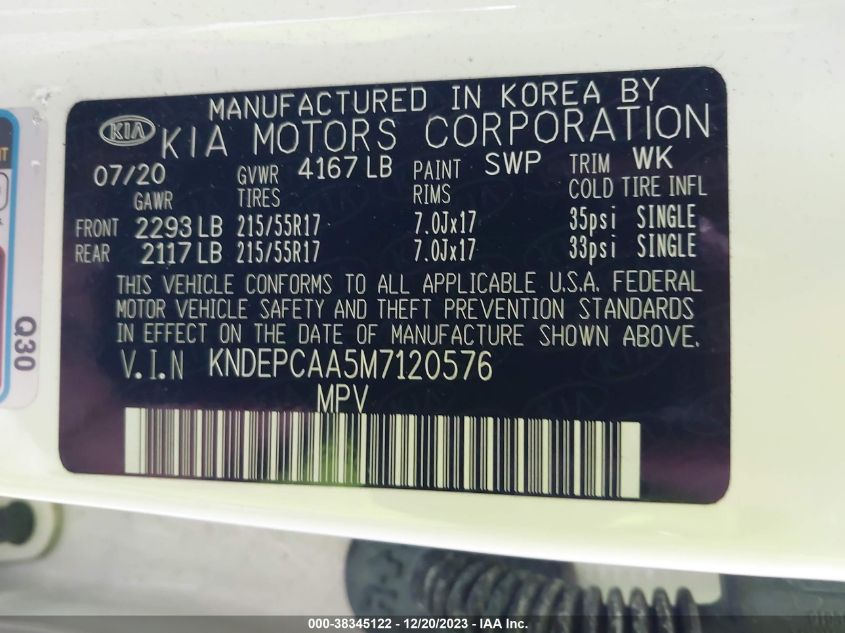 MANUFACTURED IN KOREA BY
KIA KIA MOTORS CORPORATION
07/20 GVWR 4167 LB PAINT SWP TRIM WK
GAWR TIRES RIMS COLD TIRE INFL
FRONT 2293 LB 215/55R17 7.0Jx17 35psi SINGLE
REAR 2117 LB 215/55R17 7.0Jx17 33psi SINGLE
THIS VEHICLE CONFORMS TO ALL APPLICABLE U.S.A. FEDERAL
MOTOR VEHICLE SAFETY AND THEFT PREVENTION STANDARDS
IN EFFECT ON THE DATE OF MANUFACTURE SHOWN ABOVE.
V.I.N KNDEPCAA5M7120576
MPV
Q30
000-38345122 - 12/20/2023 - IAA Inc.